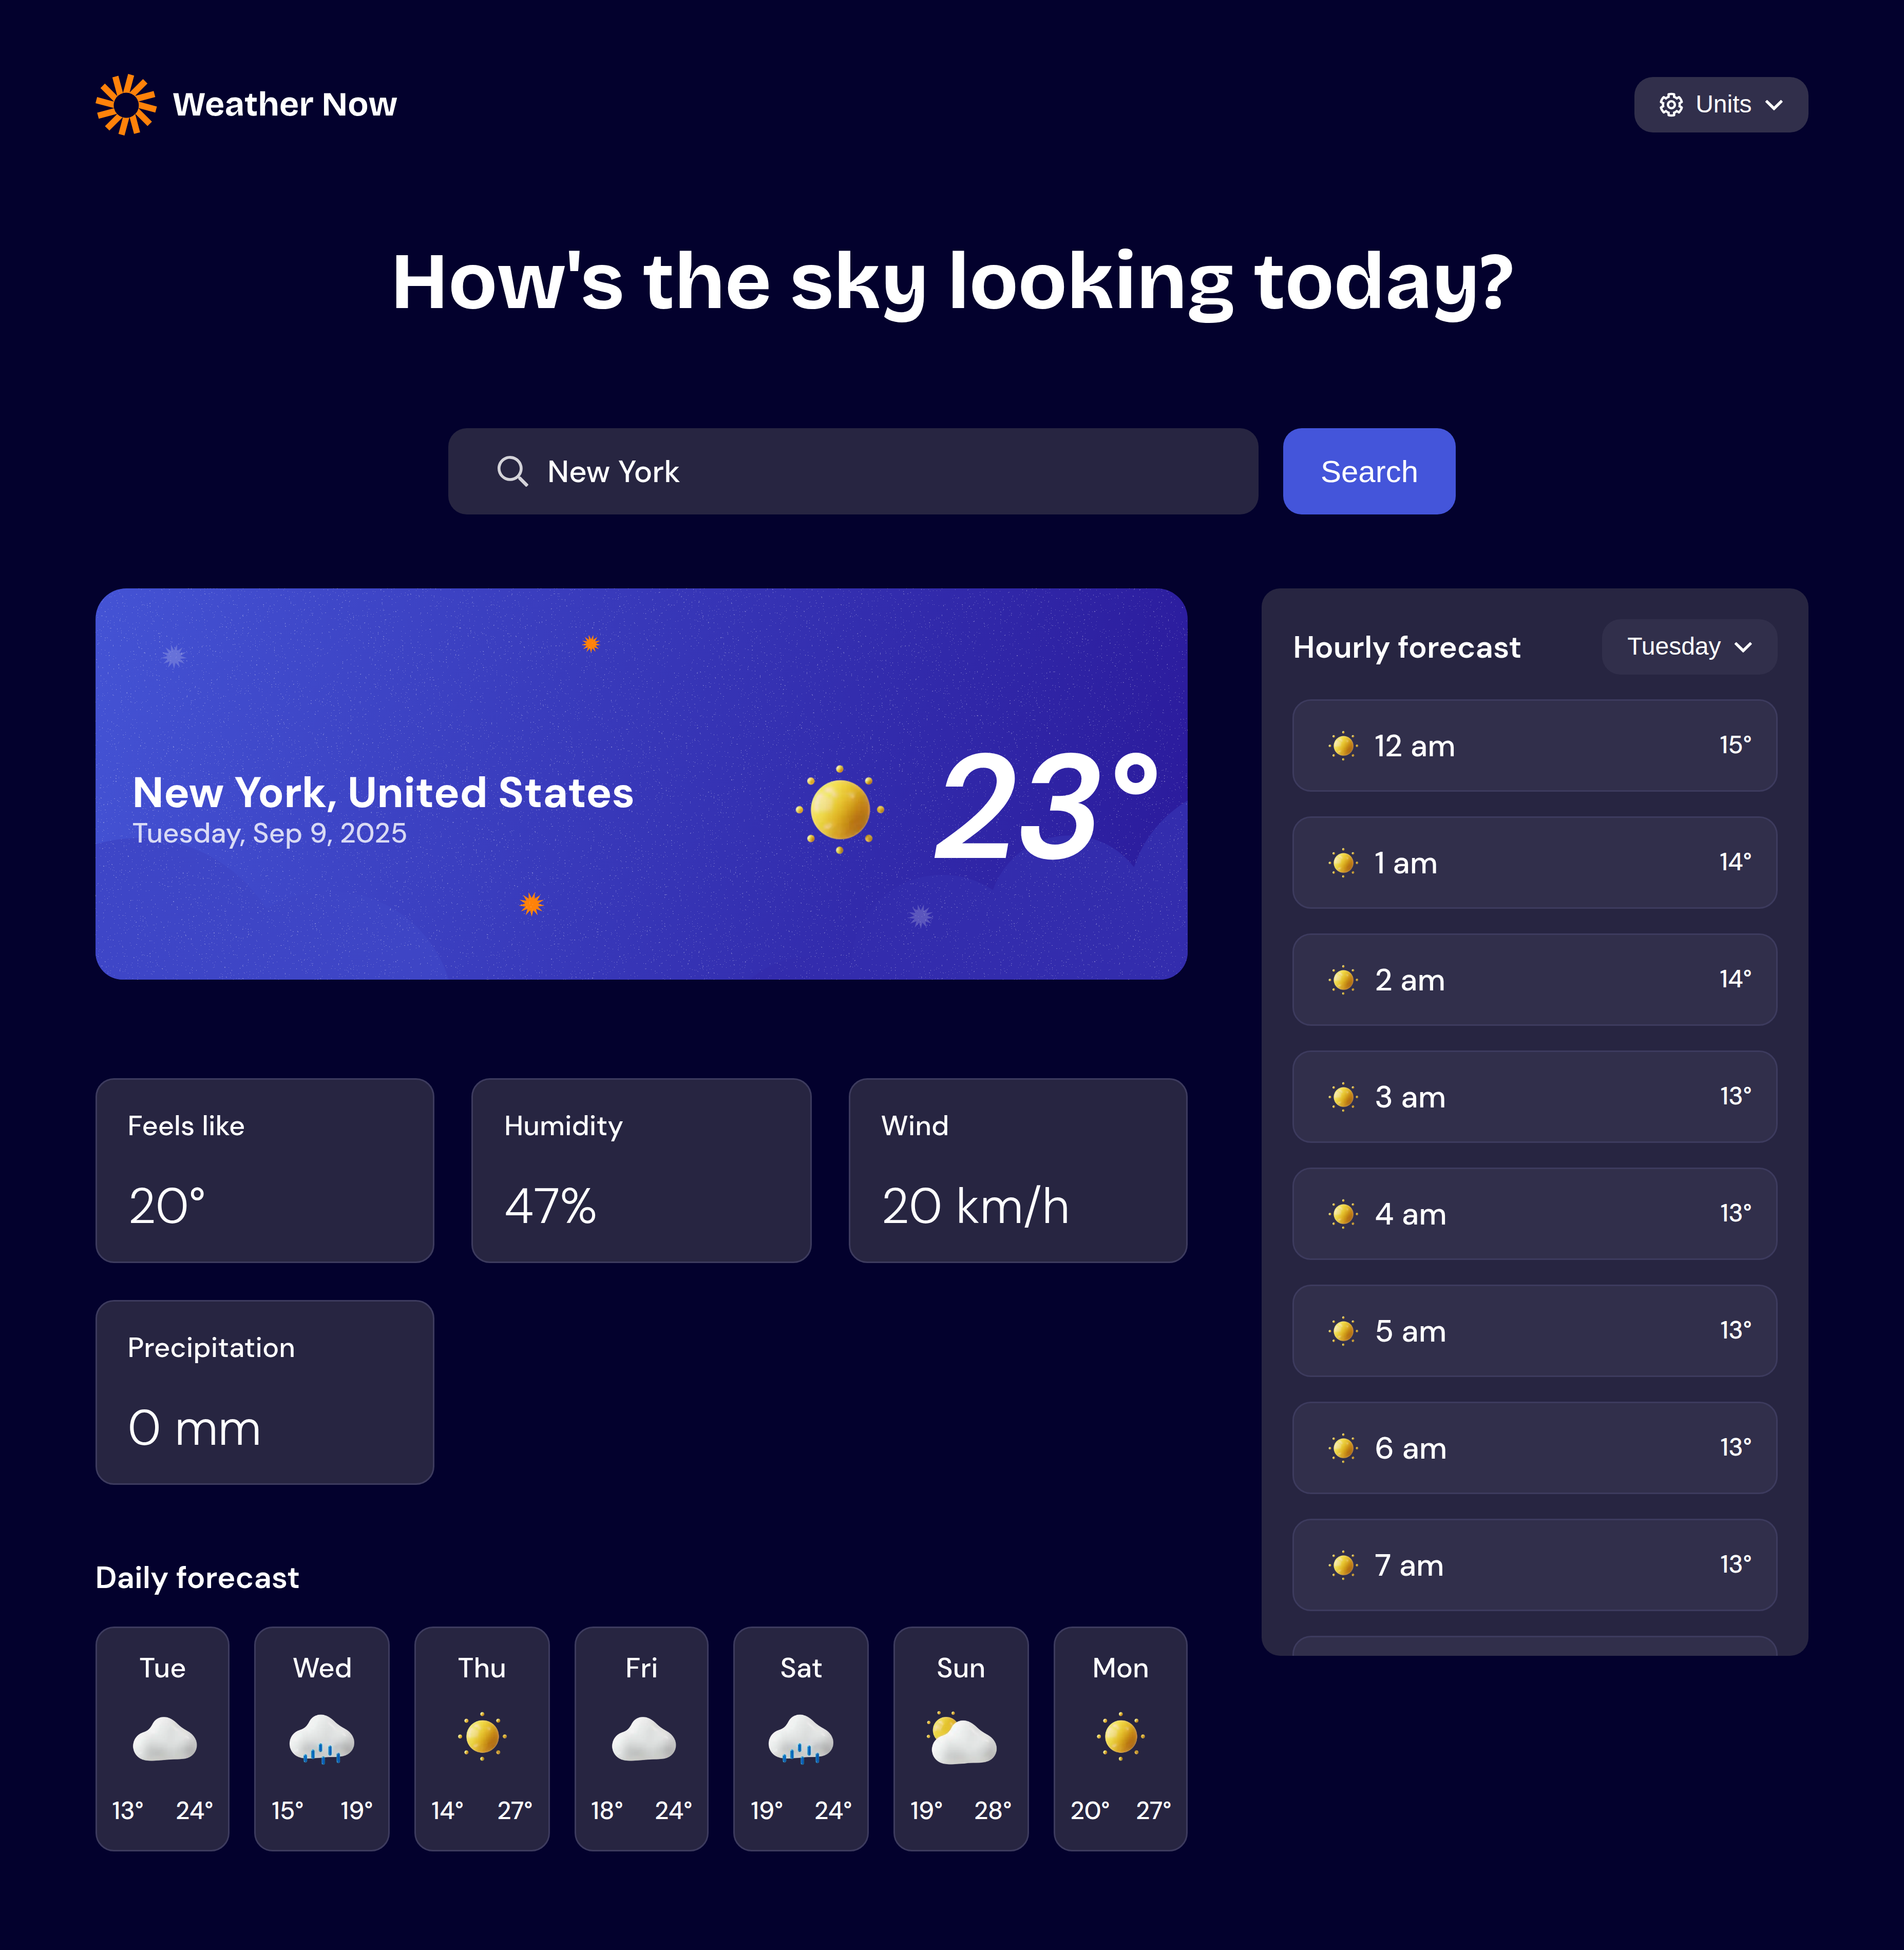 Weather Now
Units
How's the sky looking today?
New York
Search
New York, United States
Tuesday, Sep 9, 2025
23°
Feels like
20°
Humidity
47%
Wind
20 km/h
Precipitation
0 mm
Daily forecast
Tue
13° 24°
Wed
15° 19°
Thu
14° 27°
Fri
18° 24°
Sat
19° 24°
Sun
19° 28°
Mon
20° 27°
Hourly forecast
Tuesday
12 am 15°
1 am 14°
2 am 14°
3 am 13°
4 am 13°
5 am 13°
6 am 13°
7 am 13°